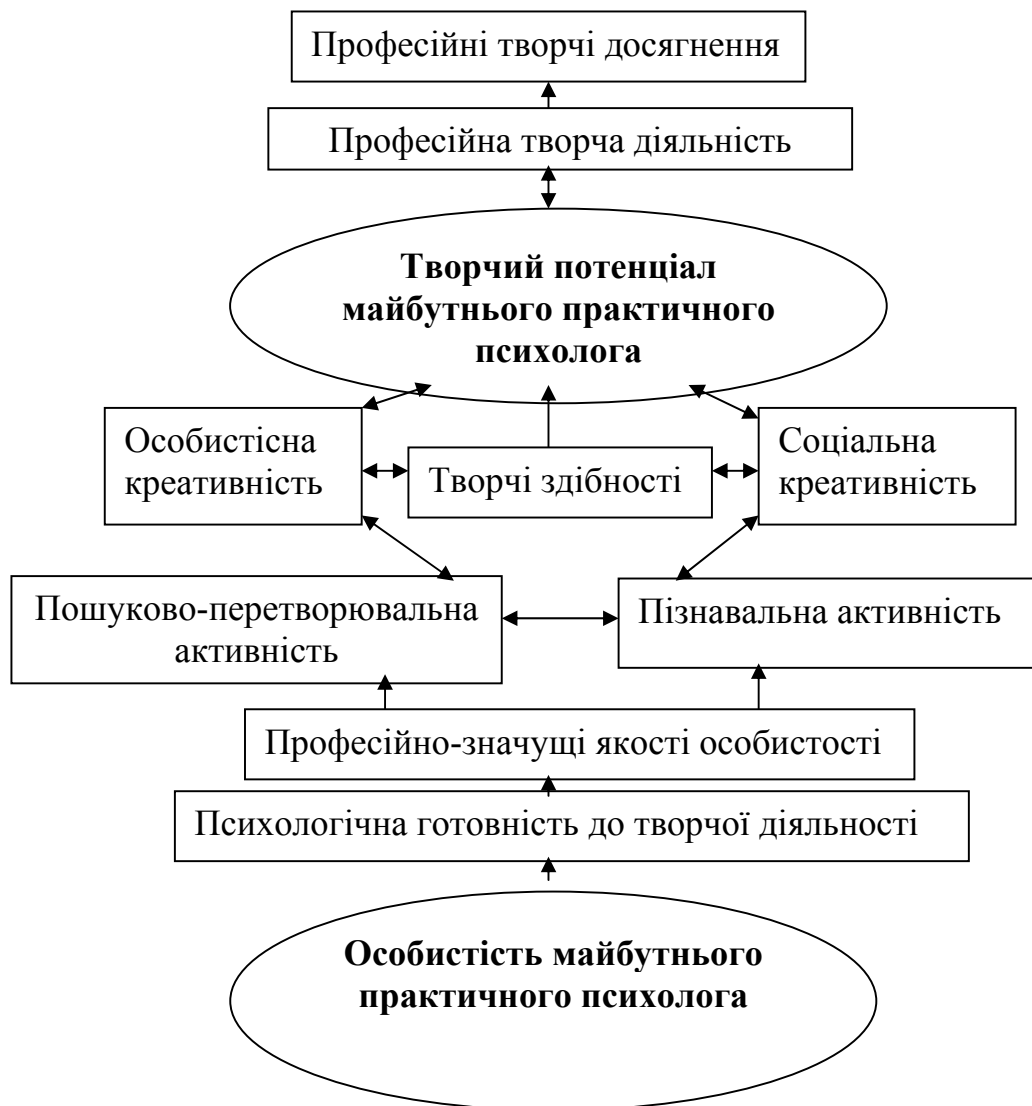 Професійні творчі досягнення
Професійна творча діяльність
Творчий потенціал
майбутнього практичного
психолога
Особистісна
креативність
Творчі здібності
Соціальна
креативність
Пошуково-перетворювальна
активність
Пізнавальна активність
Професійно-значущі якості особистості
Психологічна готовність до творчої діяльності
Особистість майбутнього
практичного психолога